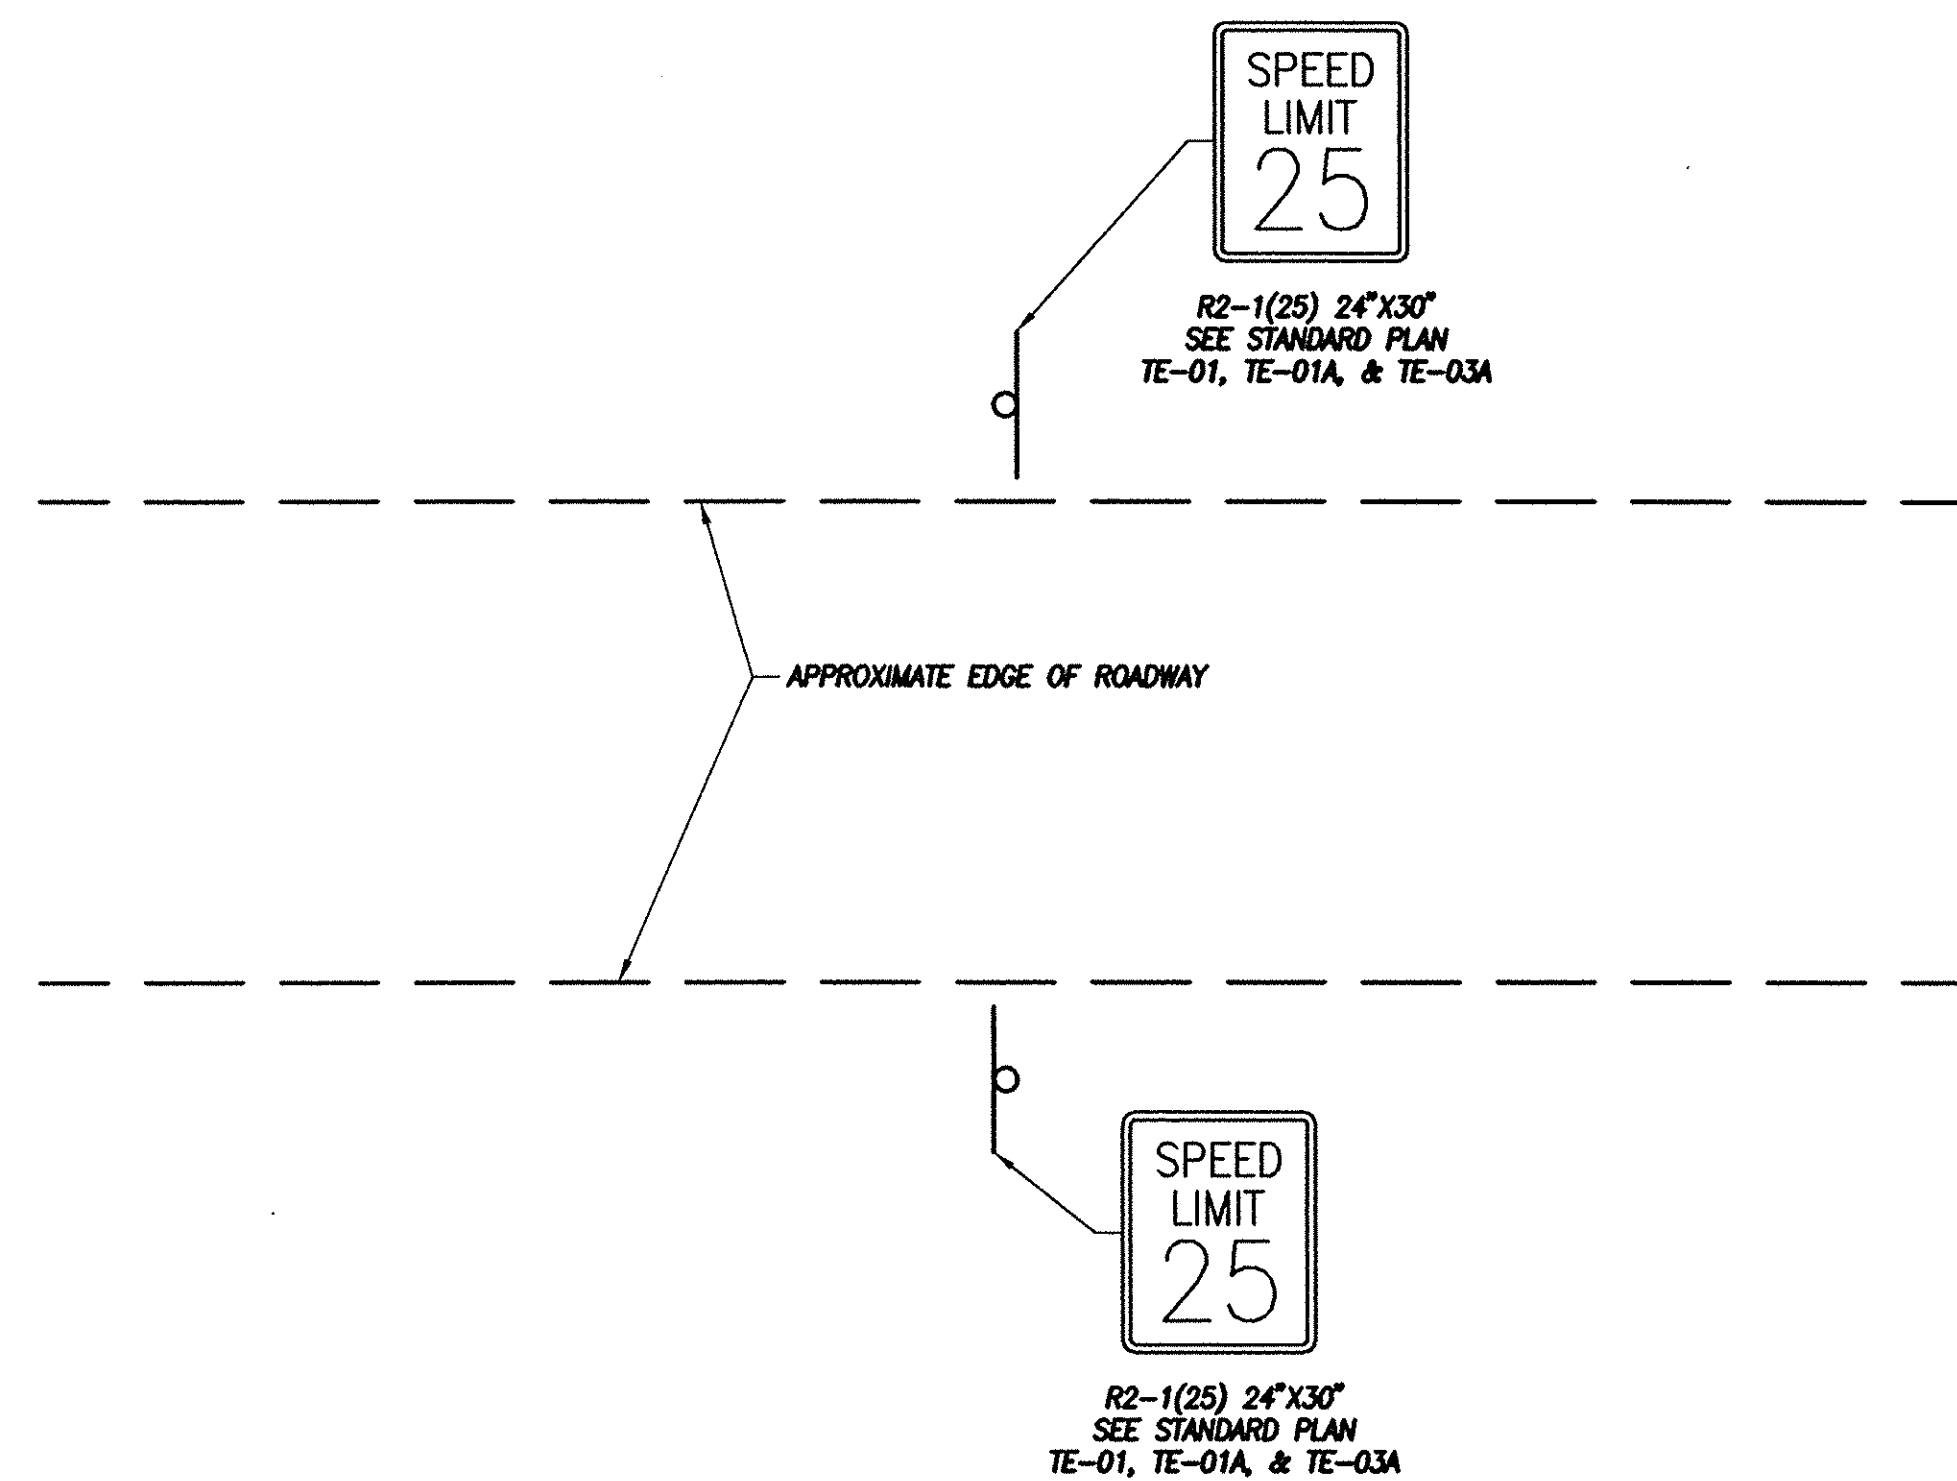 SPEED
LIMIT
25
R2-1(25) 24"X30"
SEE STANDARD PLAN
TE-01, TE-01A, & TE-03A
APPROXIMATE EDGE OF ROADWAY
SPEED
LIMIT
25
R2-1(25) 24"X30"
SEE STANDARD PLAN
TE-01, TE-01A, & TE-03A